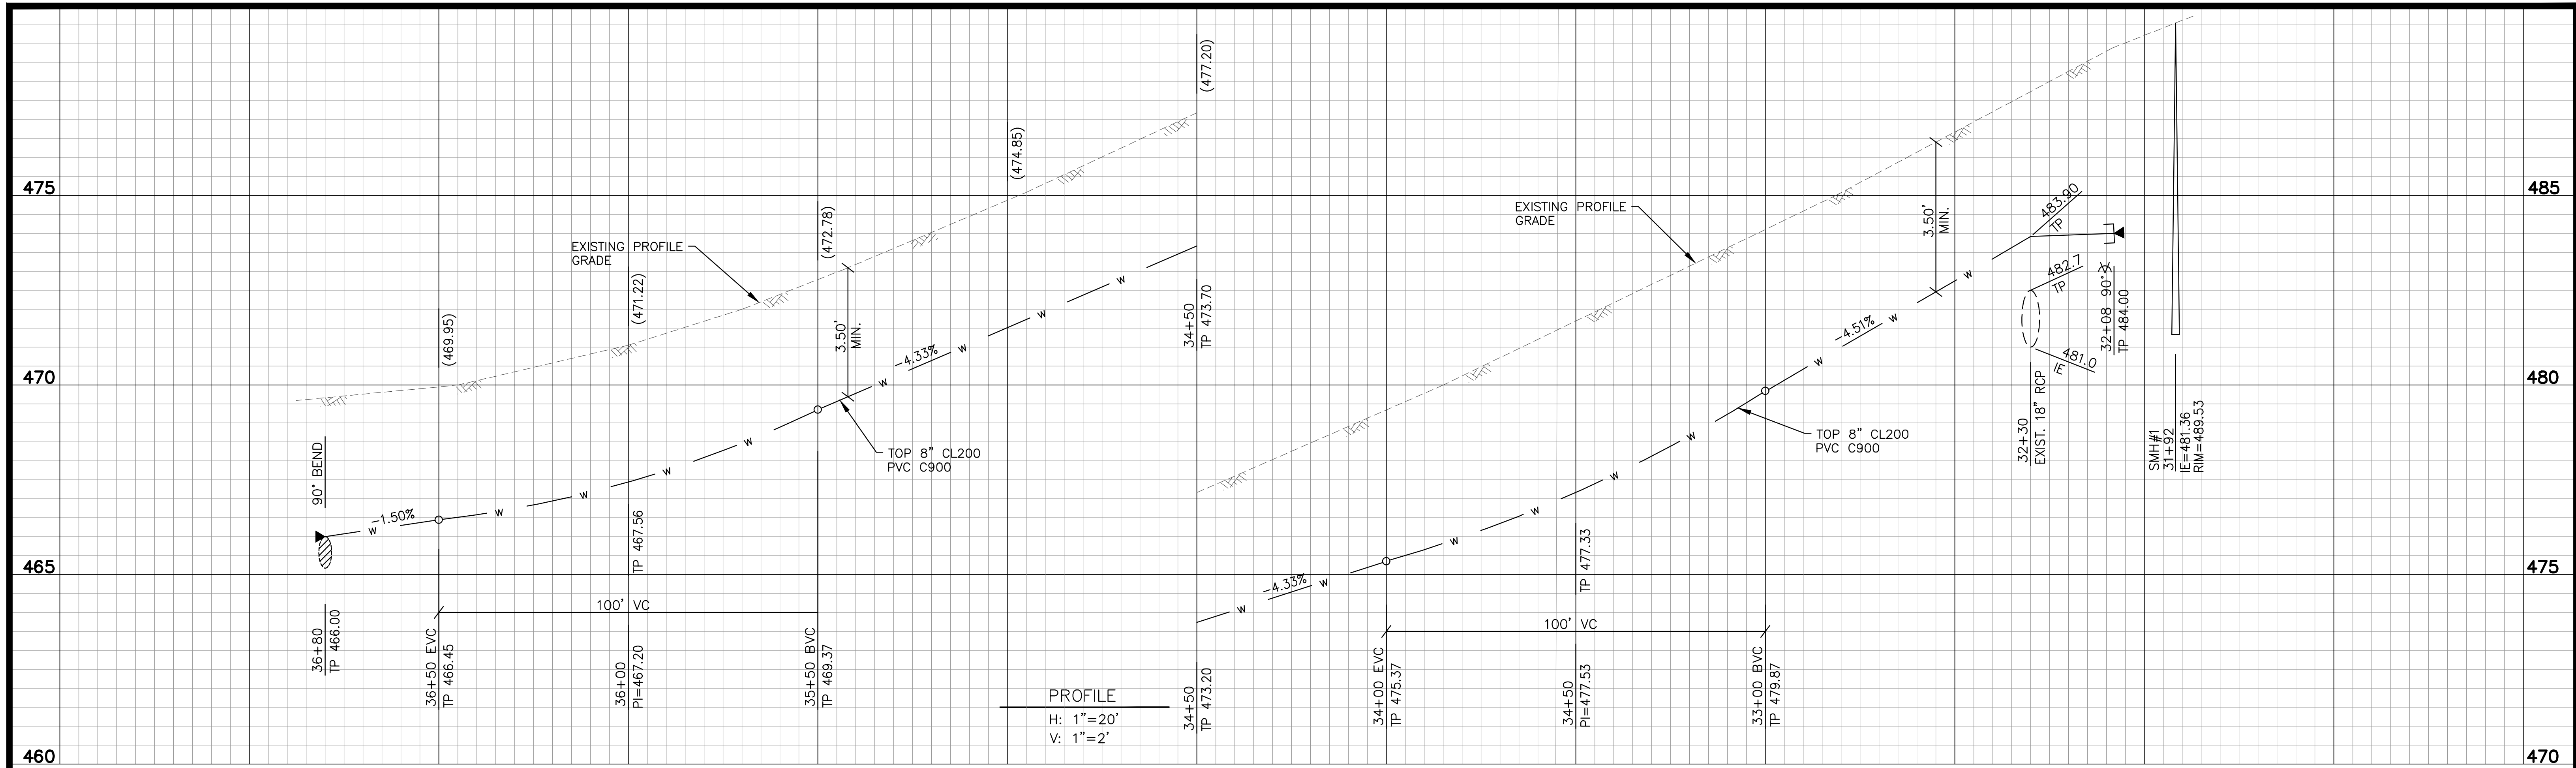 475
470
465
460
90° BEND
36+80
TP 466.00
-1.50%
W
(469.95)
W
36+50 EVC
TP 466.45
EXISTING PROFILE
GRADE
W
(471.22)
TP 467.56
W
100' VC
36+00
PI=467.20
W
(472.78)
3.50'
MIN.
35+50 BVC
TP 469.37
W
-4.33%
W
TOP 8" CL200
PVC C900
(474.85)
W
W
(477.20)
34+50
TP 473.70
PROFILE
H: 1"=20'
V: 1"=2'
34+50
TP 473.20
W
-4.33%
W
34+00 EVC
TP 475.37
W
W
EXISTING PROFILE
GRADE
TP 477.33
W
100' VC
34+50
PI=477.53
W
33+00 BVC
TP 479.87
TOP 8" CL200
PVC C900
W
-4.51%
W
3.50'
MIN.
W
483.90
TP
482.7
TP
481.0
IE
32+30
EXIST. 18" RCP
32+08 90°
TP 484.00
SMH#1
31+92
IE=481.36
RIM=489.53
485
480
475
470